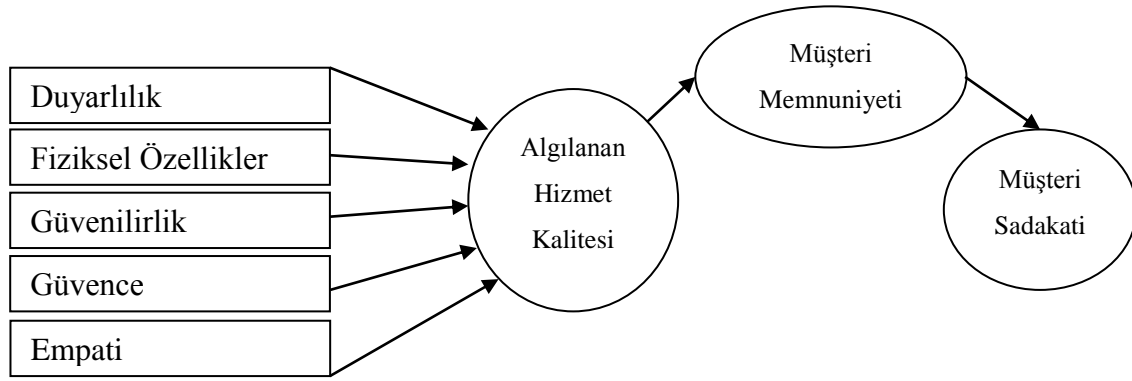 Duyarlılık
Fiziksel Özellikler
Güvenilirlik
Güvence
Empati
Algılanan
Hizmet
Kalitesi
Müşteri
Memnuniyeti
Müşteri
Sadakati